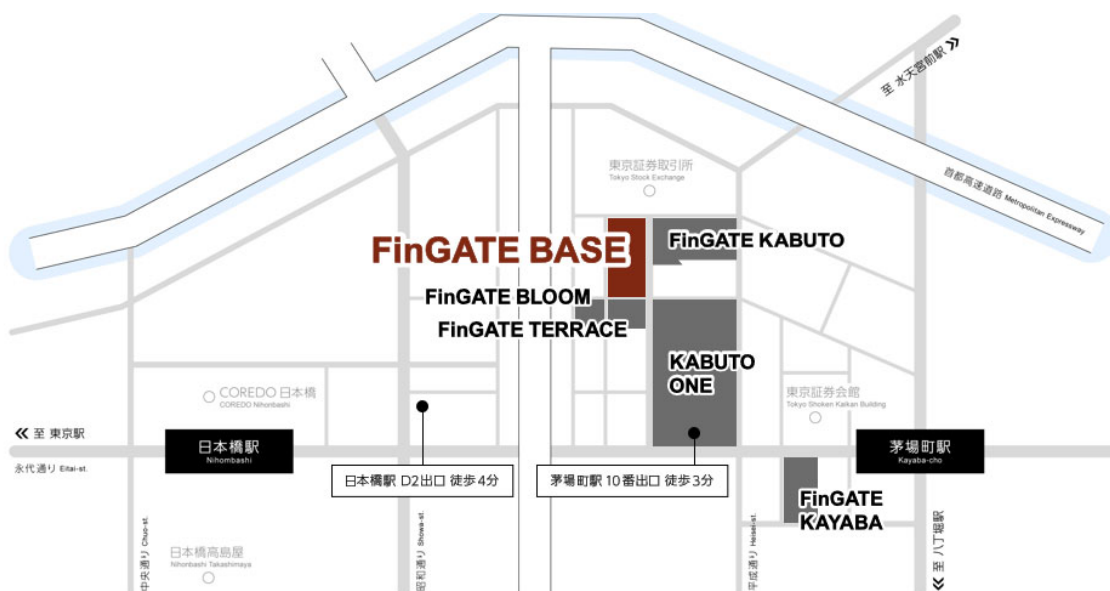 至 水天宮前駅 »
東京証券取引所
Tokyo Stock Exchange
首都高速道路 Metropolitan Expressway
FinGATE BASE
FinGATE KABUTO
FinGATE BLOOM
FinGATE TERRACE
KABUTO
ONE
COREDO 日本橋
COREDO Nihonbashi
東京証券会館
Tokyo Shoken Kaikan Building
« 至 東京駅
日本橋駅
Nihombashi
茅場町駅
Kayaba-cho
永代通り Eitai-st.
日本橋駅 D2出口 徒歩4分
茅場町駅 10番出口 徒歩3分
FinGATE
KAYABA
日本橋高島屋
Nihonbashi Takashimaya
中央通り Chuo-st.
昭和通り Showa-st.
平成通り Heisei-st.
« 至 八丁堀駅